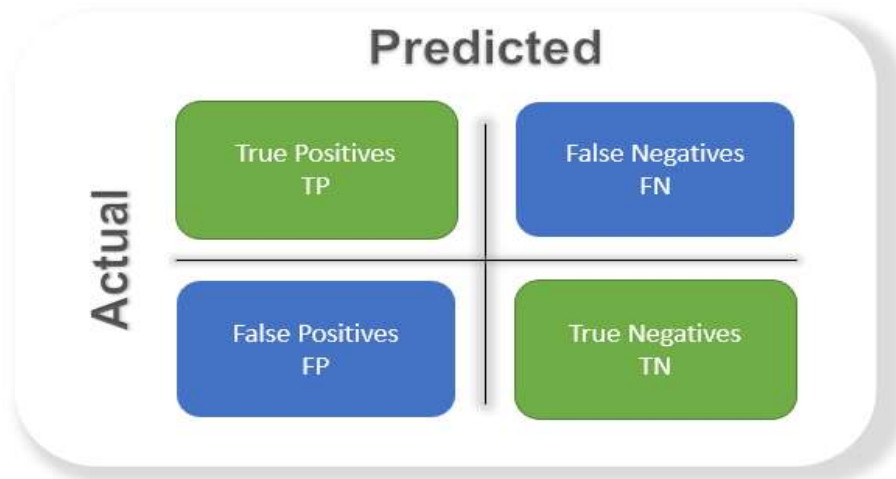 Predicted
Actual
True Positives
TP
False Negatives
FN
False Positives
FP
True Negatives
TN